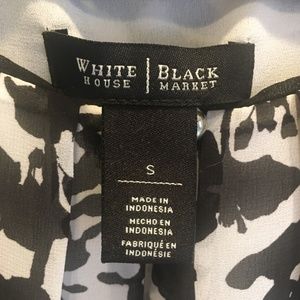 WHITE HOUSE | BLACK MARKET
S
MADE IN
INDONESIA
HECHO EN
INDONESIA
FABRIQUÉ EN
INDONÉSIE